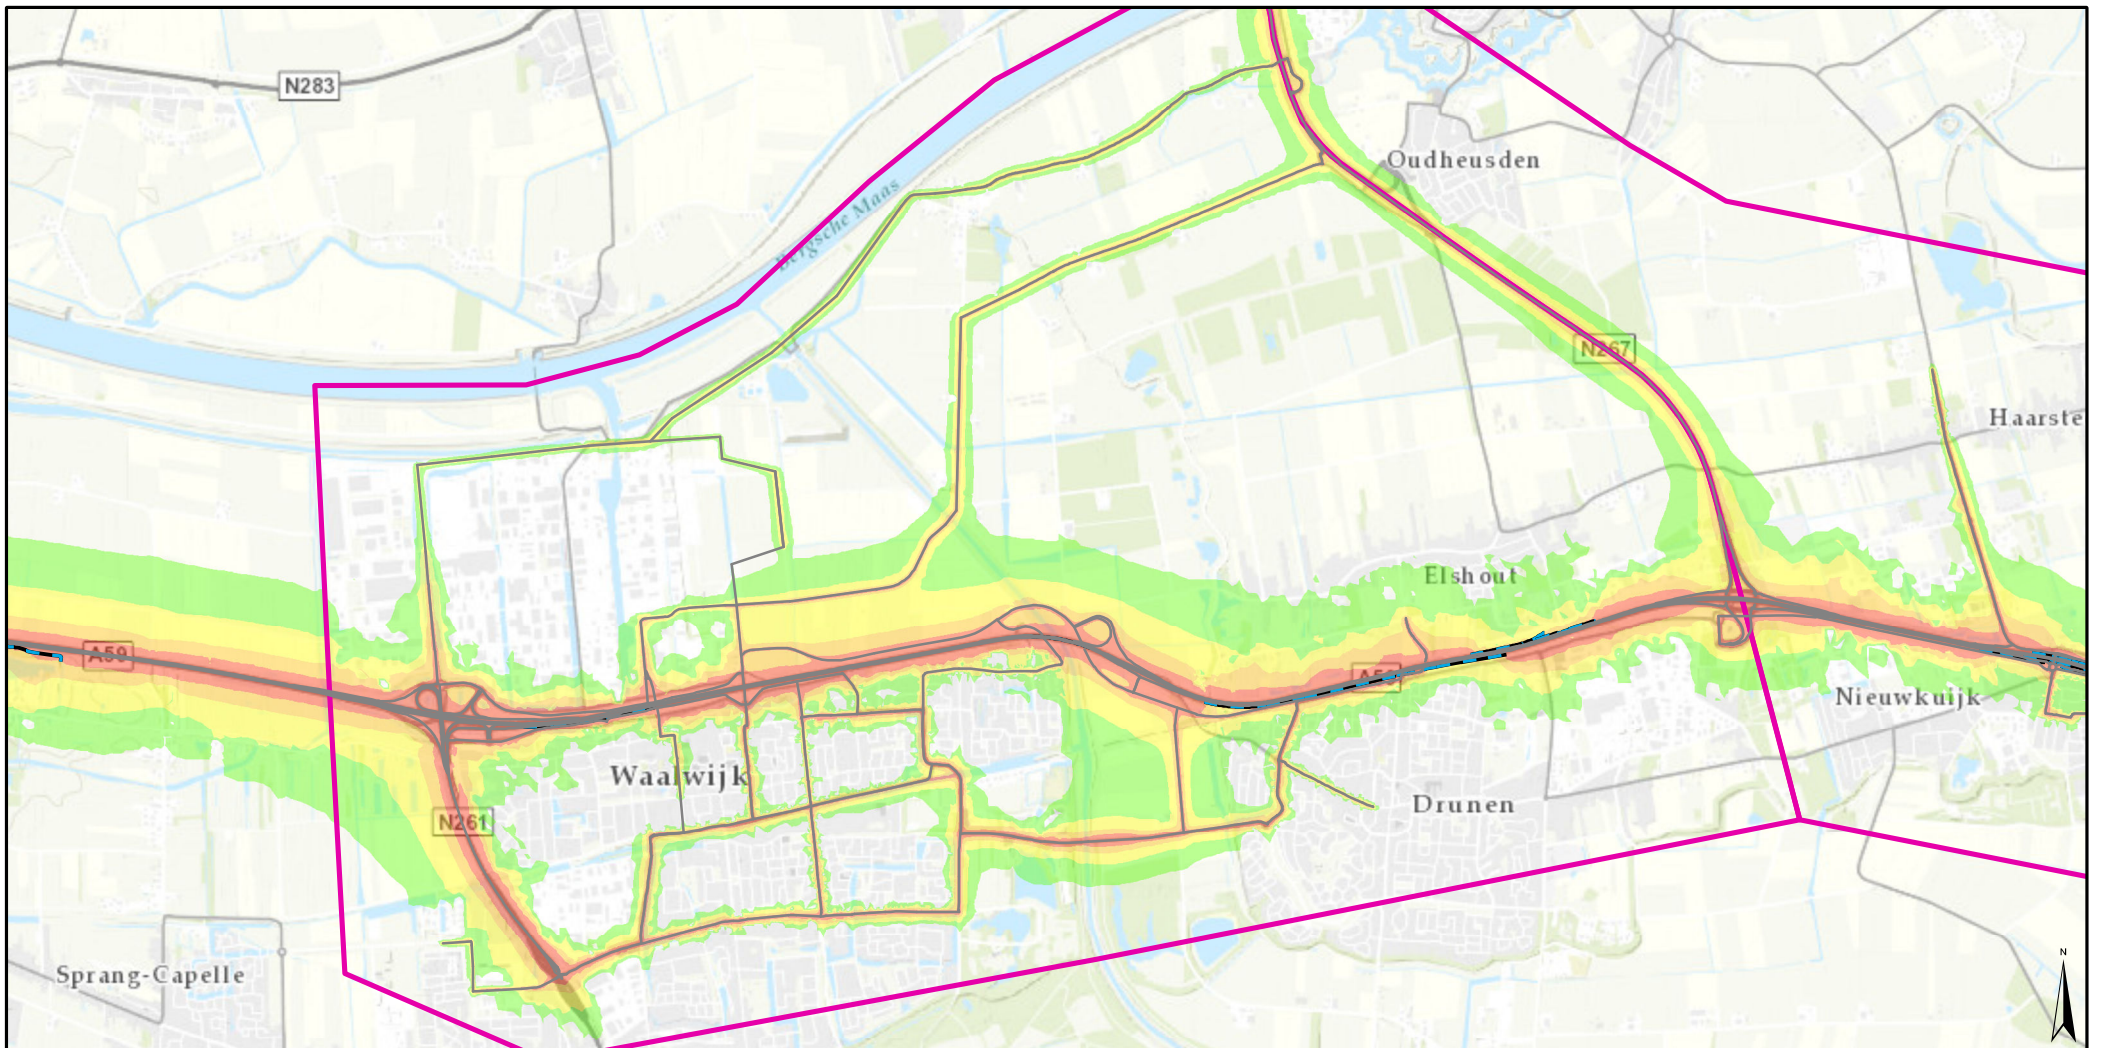 N283
Oudheusden
Bergsche Maas
N267
Haarste
Elshout
A59
A59
Nieuwkuijk
Waalwijk
Drunen
N261
N
Sprang-Capelle